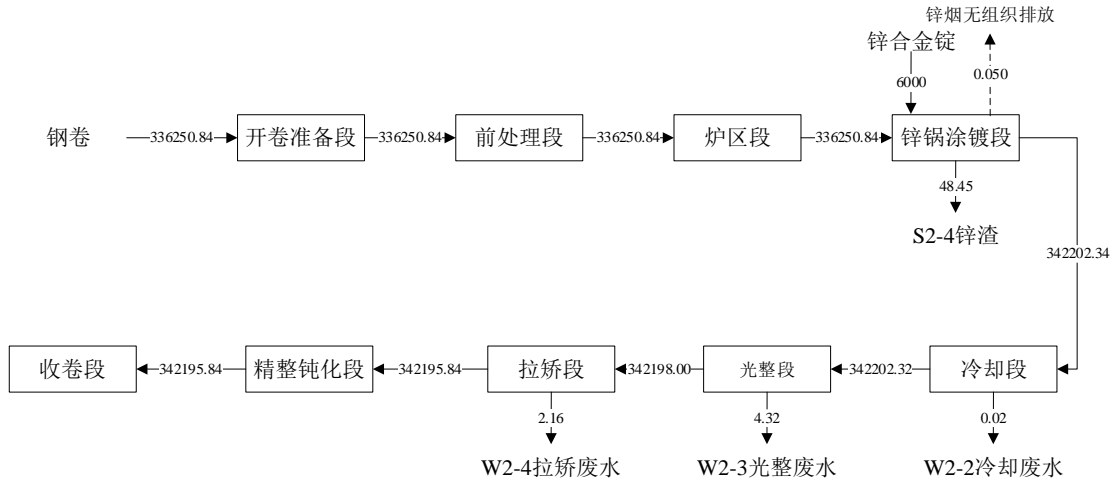 锌烟无组织排放
锌合金锭
6000
0.050
钢卷
336250.84
开卷准备段
336250.84
前处理段
336250.84
炉区段
336250.84
锌锅涂镀段
48.45
S2-4锌渣
342202.34
收卷段
342195.84
精整钝化段
342195.84
拉矫段
342198.00
光整段
342202.32
冷却段
2.16
4.32
0.02
W2-4拉矫废水
W2-3光整废水
W2-2冷却废水